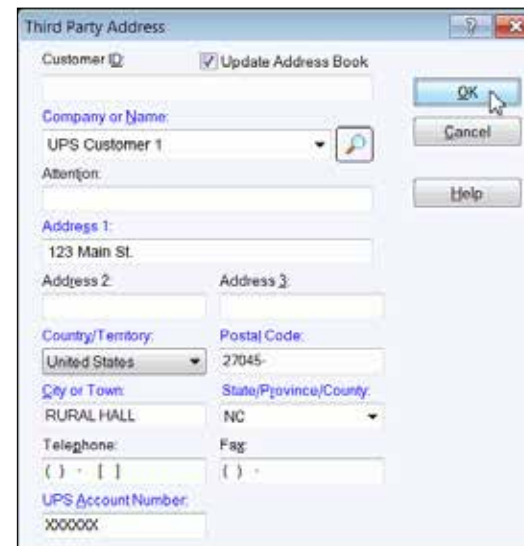 Third Party Address
Customer ID:
Update Address Book
OK
Company or Name:
Cancel
UPS Customer 1
Attention:
Help
Address 1:
123 Main St.
Address 2: Address 3:
Country/Territory: Postal Code:
United States 27045-
City or Town: State/Province/County:
RURAL HALL NC
Telephone: Fax:
( ) - [ ] ( ) -
UPS Account Number:
XXXXXX